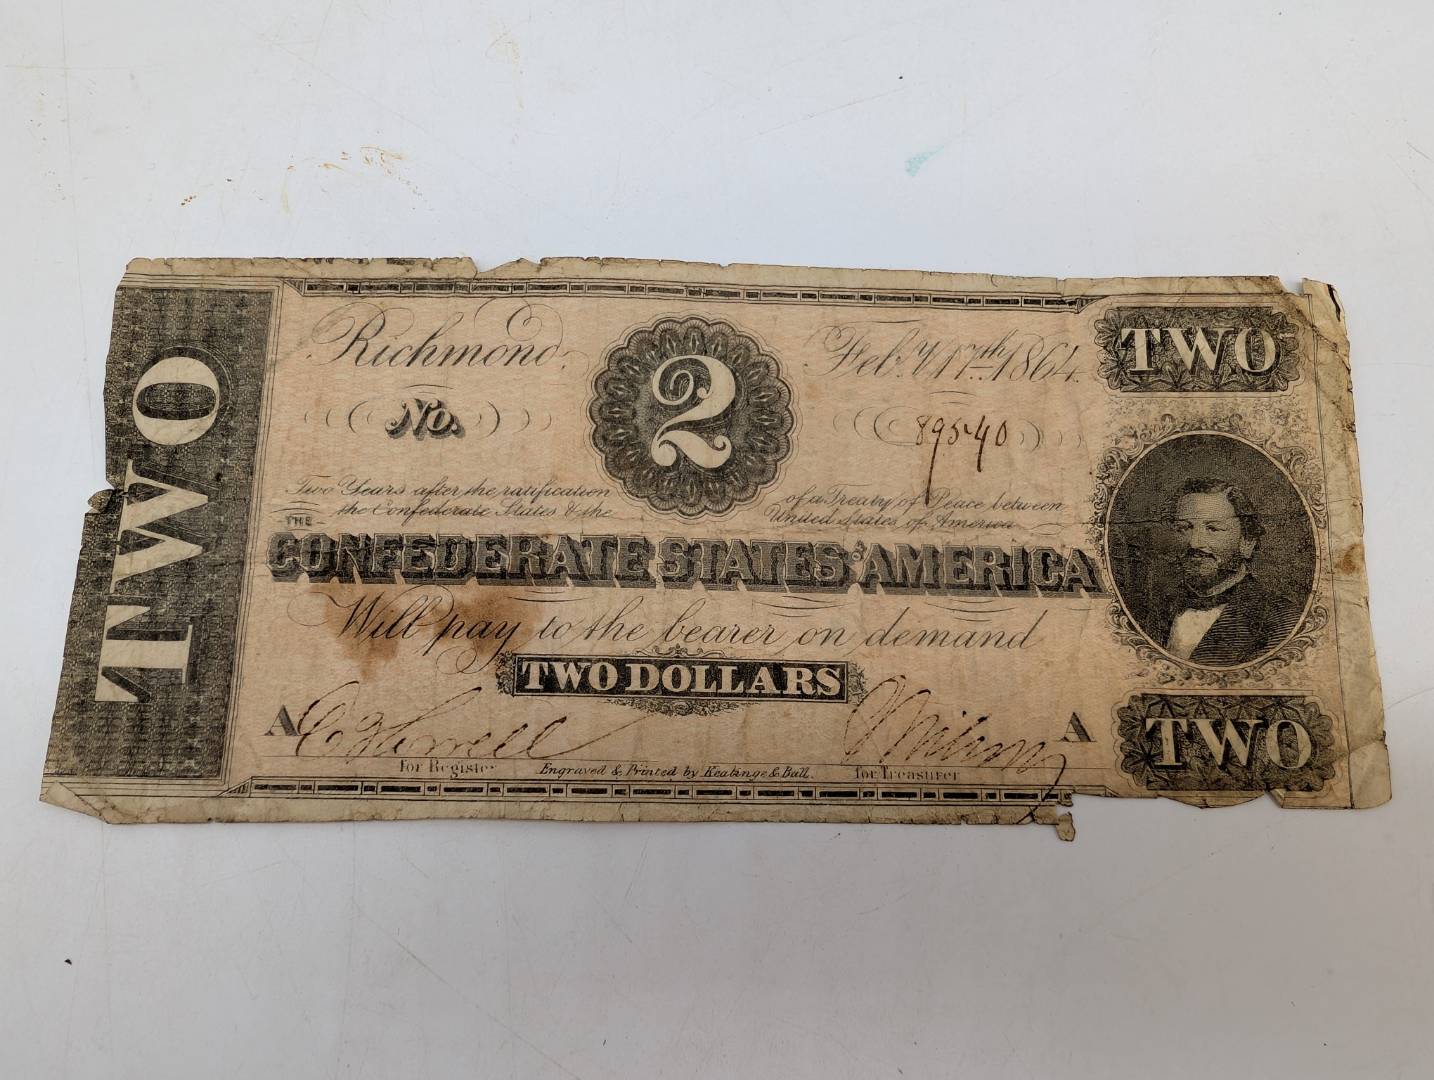 TWO
Richmond,
2
Feb.y 17th 1864.
TWO
No.
89540
Two Years after the ratification of a Treaty of Peace between
the Confederate States & the United States of America
THE
CONFEDERATE STATES OF AMERICA
Will pay to the bearer on demand
TWO DOLLARS
A
A
TWO
for Register
Engraved & Printed by Keatinge & Ball.
for Treasurer